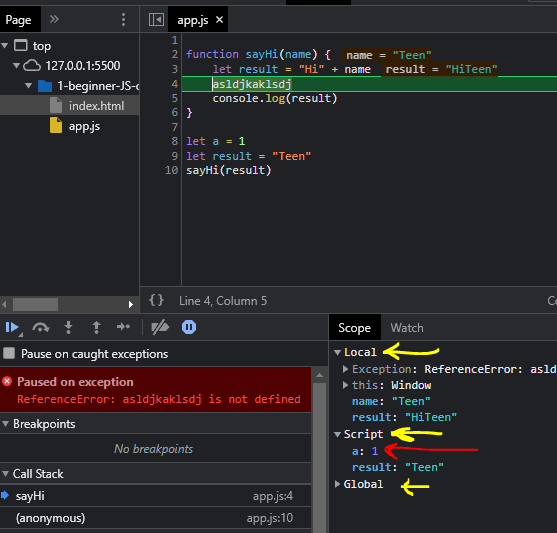 Page
app.js ×
top
127.0.0.1:5500
1-beginner-JS-c
index.html
app.js
1
2 function sayHi(name) { name = "Teen"
3 let result = "Hi" + name result = "HiTeen"
4 asldjkaklsdj
5 console.log(result)
6 }
7
8 let a = 1
9 let result = "Teen"
10 sayHi(result)
{} Line 4, Column 5
Co
Pause on caught exceptions
Paused on exception
ReferenceError: asldjkaklsdj is not defined
Breakpoints
No breakpoints
Call Stack
sayHi app.js:4
(anonymous) app.js:10
Scope Watch
Local
Exception: ReferenceError: asld
this: Window
name: "Teen"
result: "HiTeen"
Script
a: 1
result: "Teen"
Global